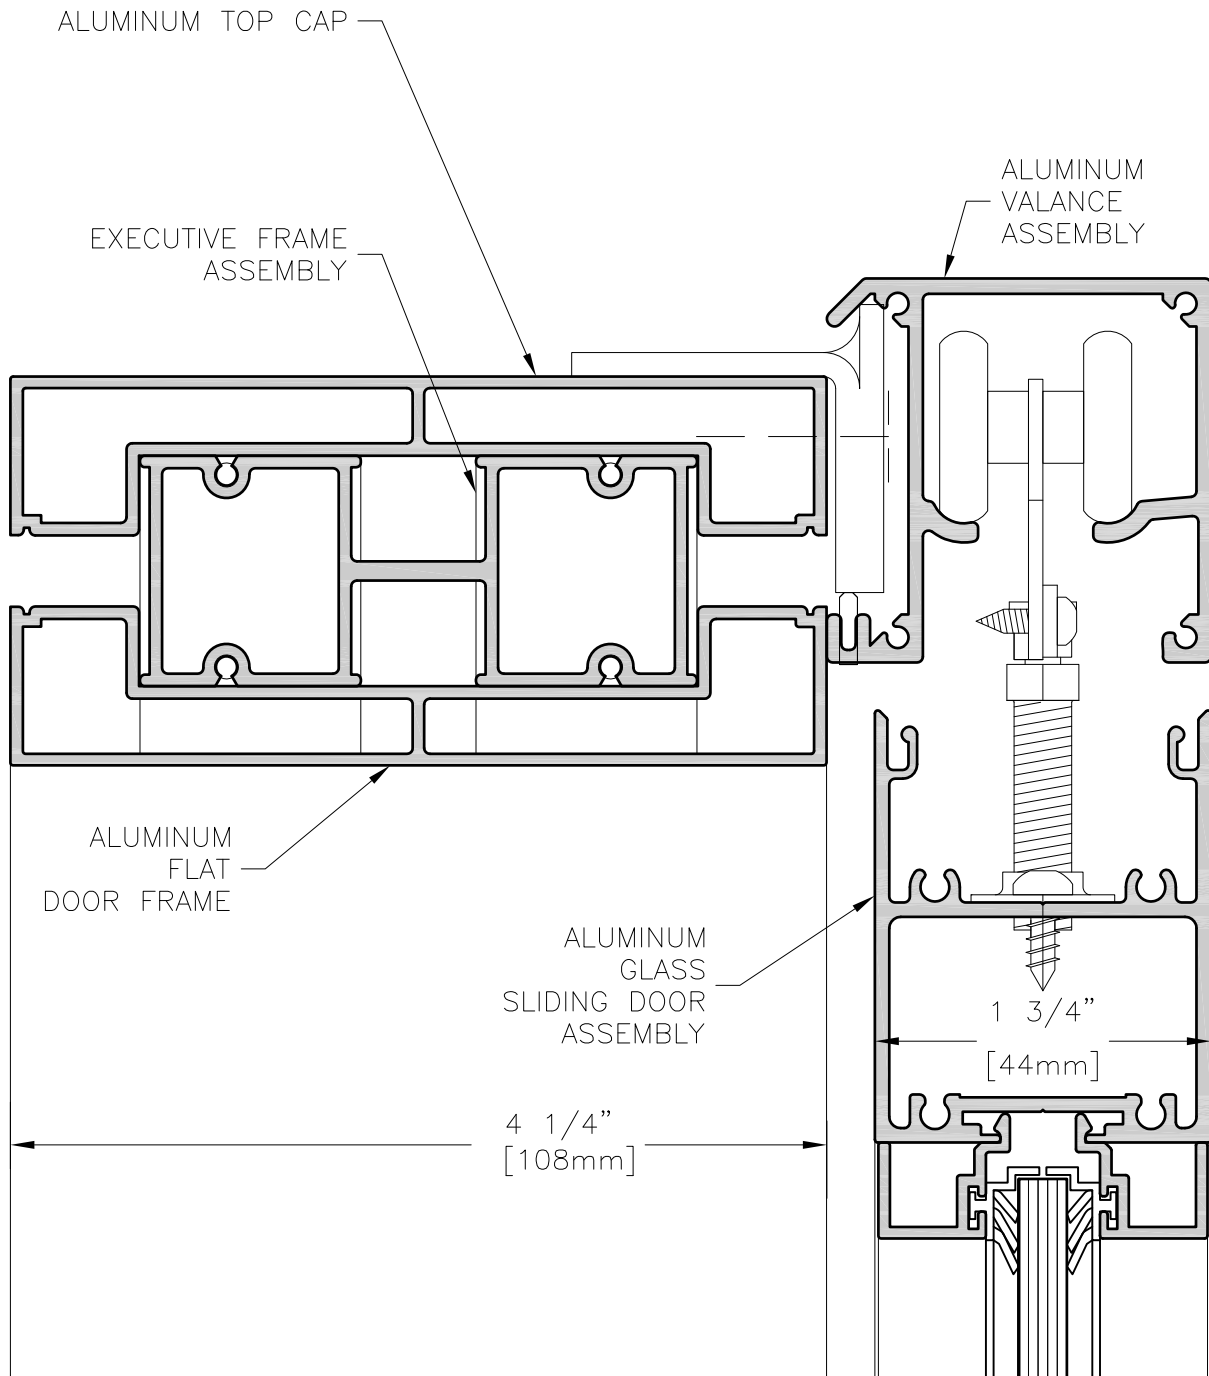 ALUMINUM TOP CAP
ALUMINUM
VALANCE
ASSEMBLY
EXECUTIVE FRAME
ASSEMBLY
ALUMINUM
FLAT
DOOR FRAME
ALUMINUM
GLASS
SLIDING DOOR
ASSEMBLY
1 3/4”
[44mm]
4 1/4”
[108mm]